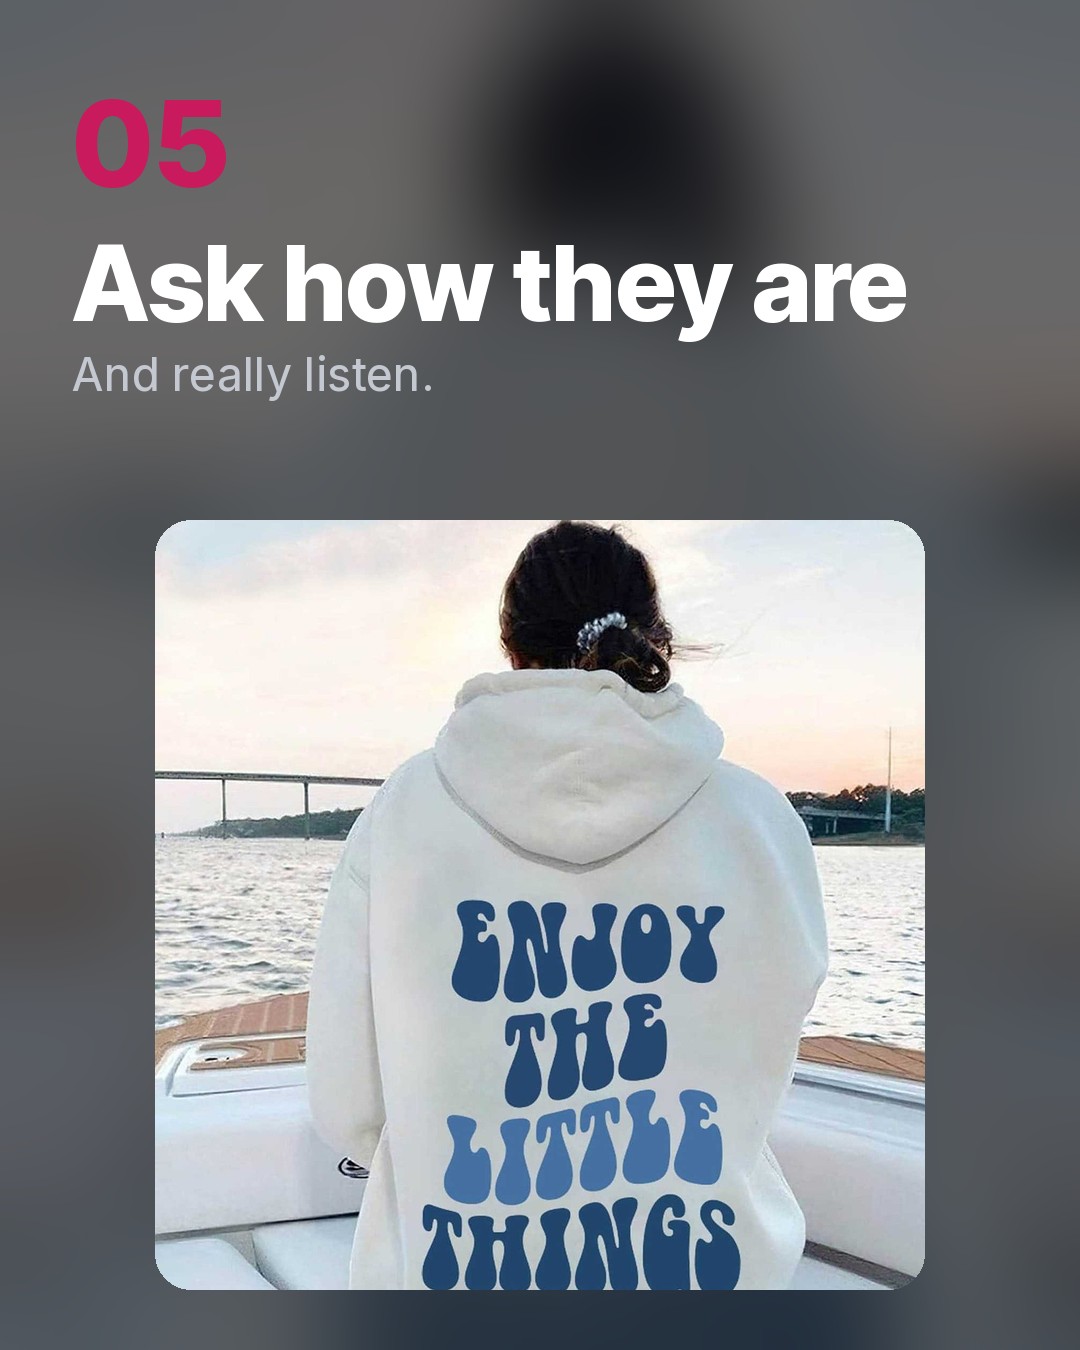 05
Ask how they are
And really listen.
ENJOY
THE
LITTLE
THINGS